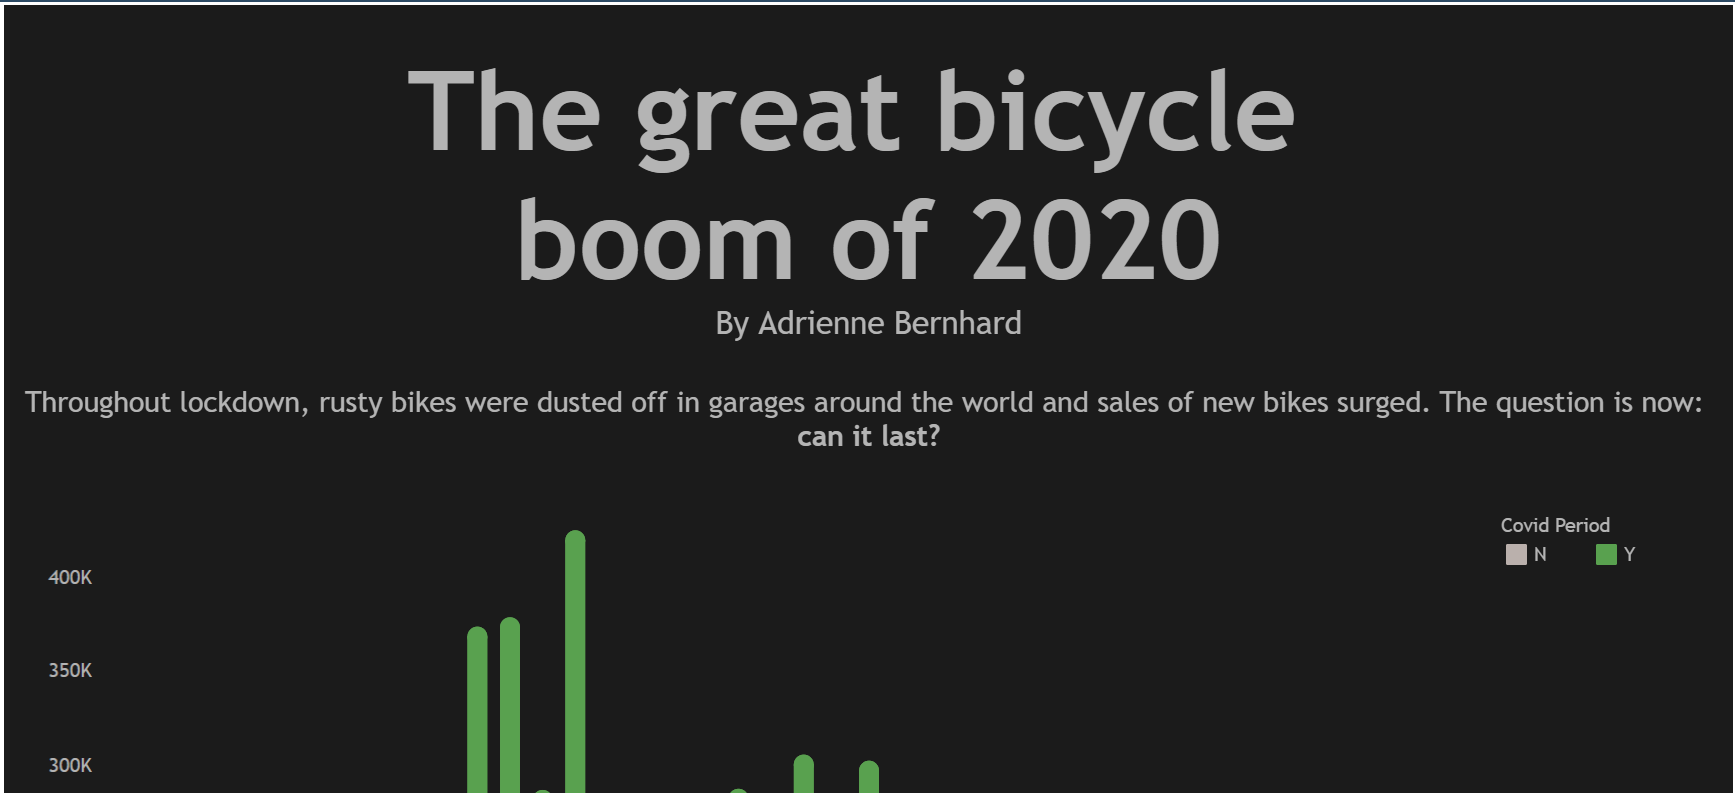 The great bicycle
boom of 2020
By Adrienne Bernhard
Throughout lockdown, rusty bikes were dusted off in garages around the world and sales of new bikes surged. The question is now:
can it last?
Covid Period
N Y
400K
350K
300K